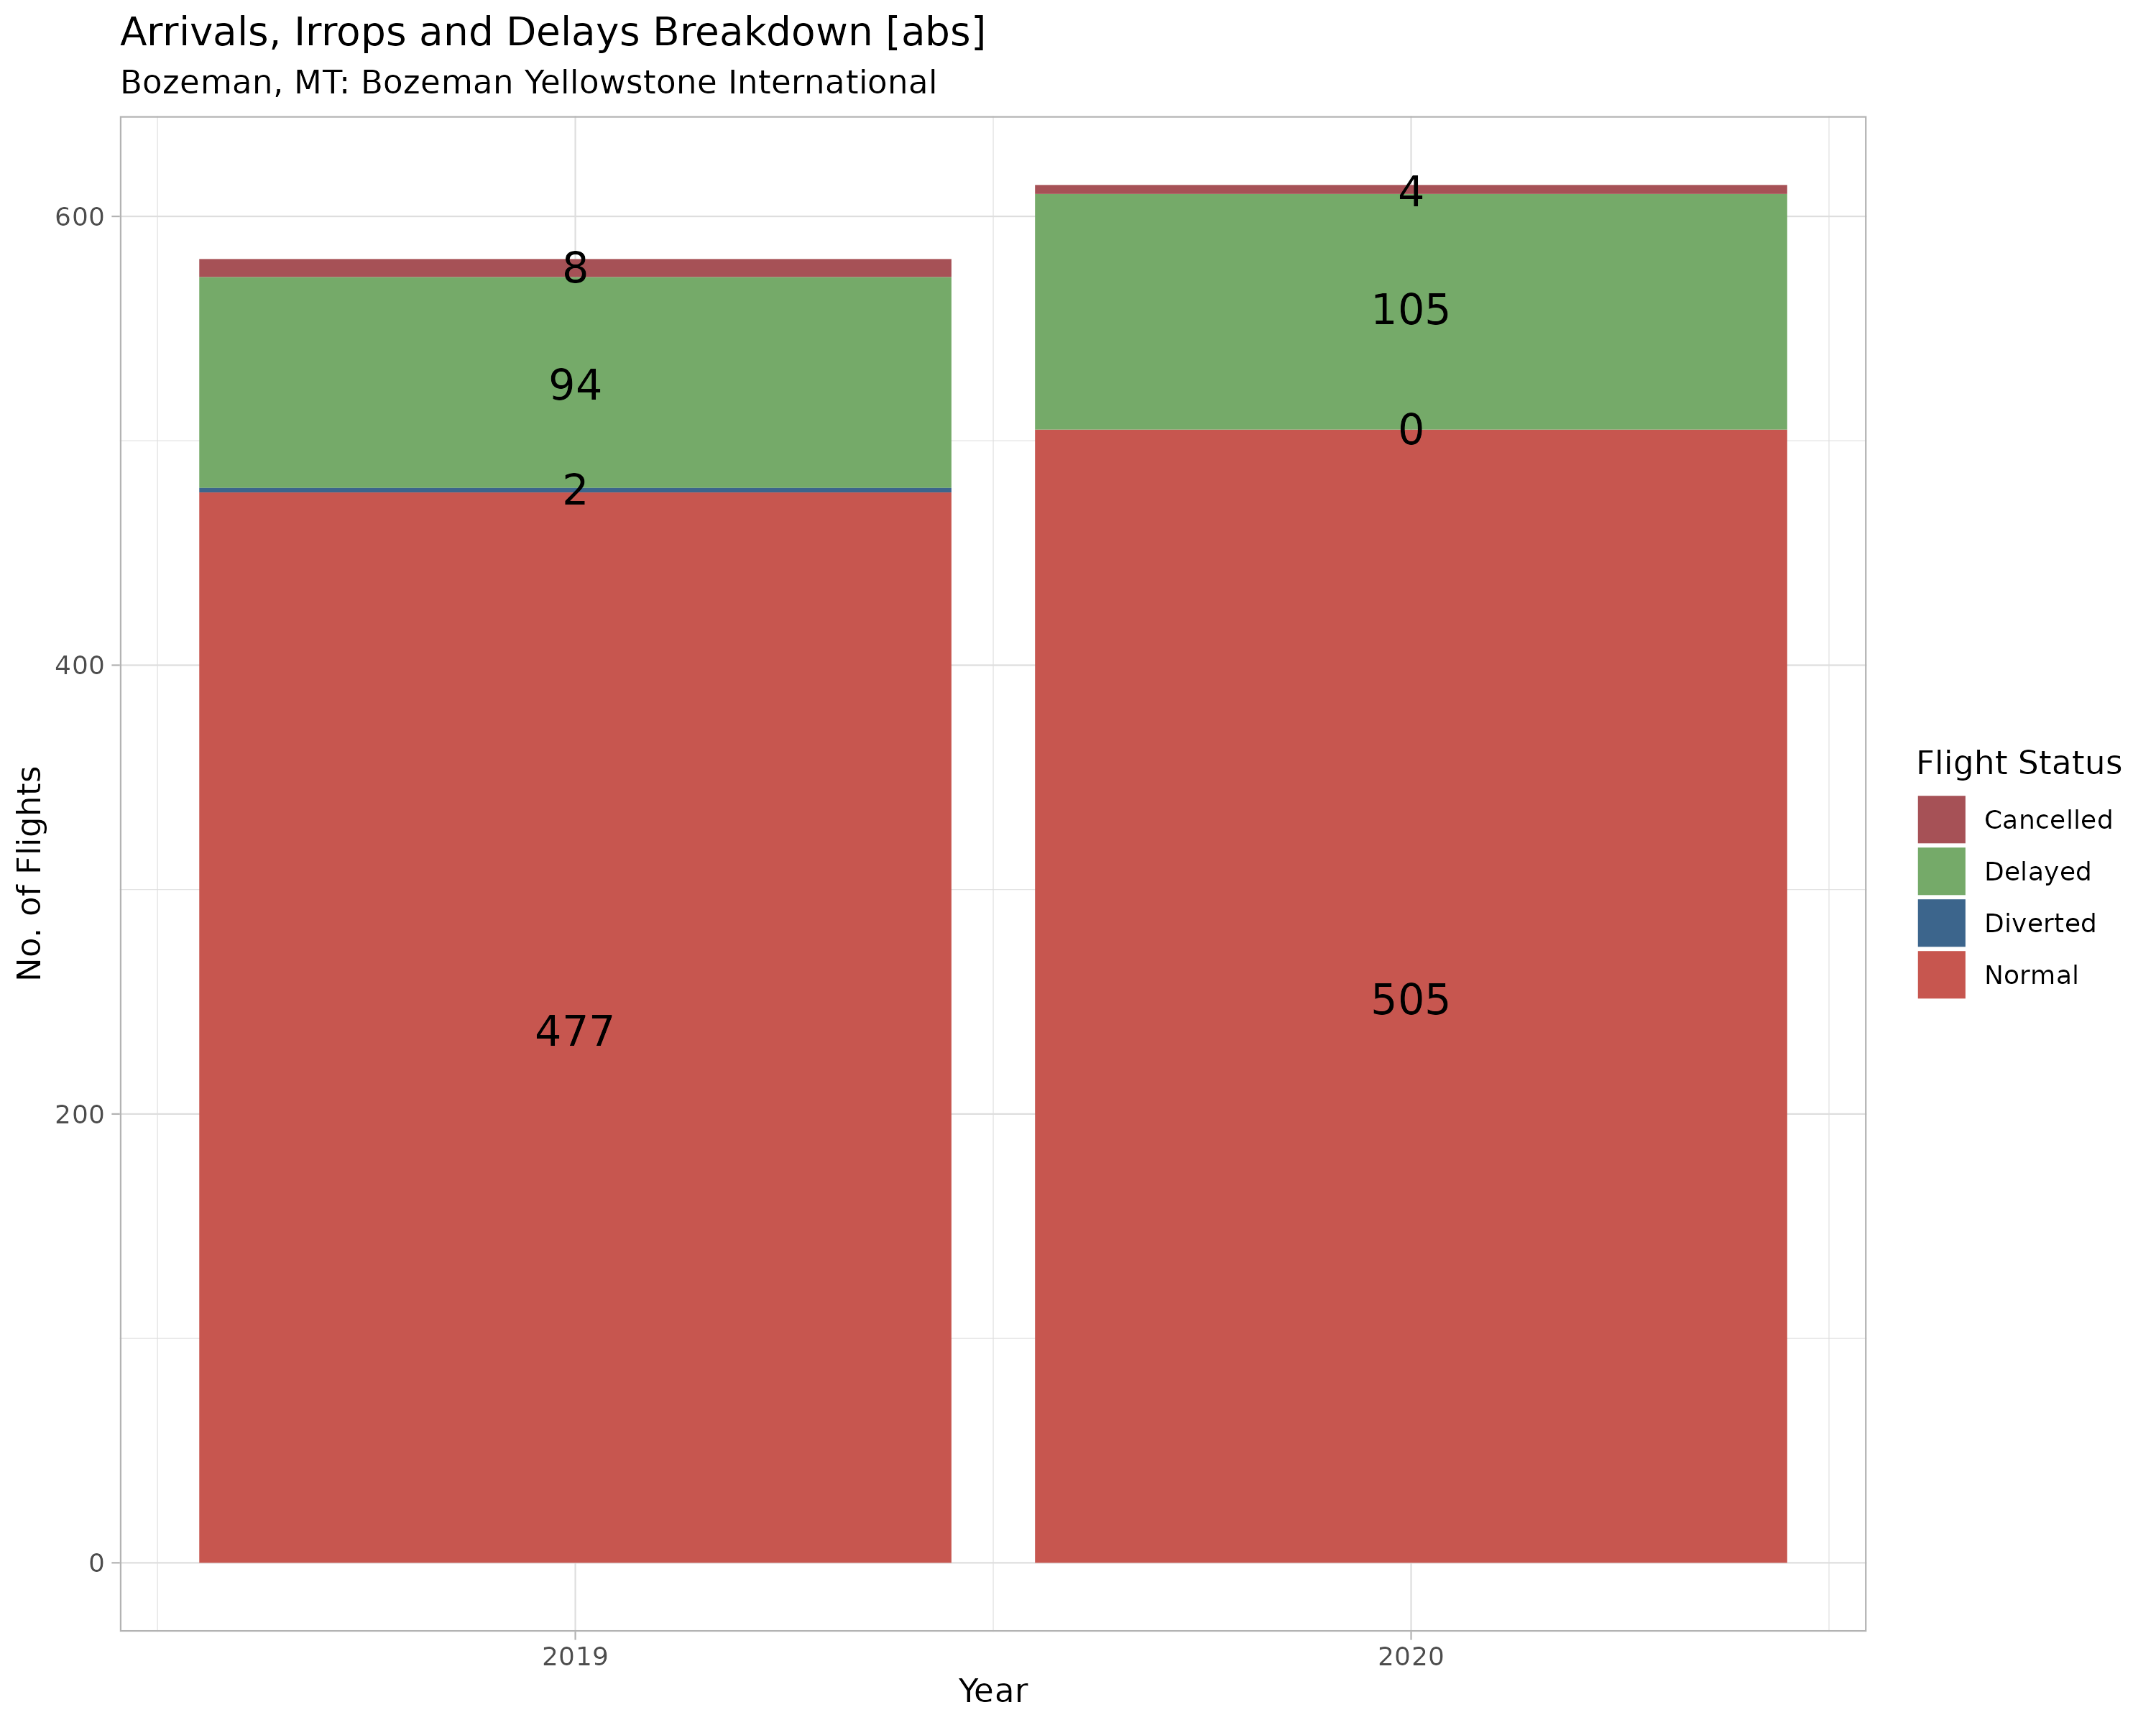 Arrivals, Irrops and Delays Breakdown [abs]
Bozeman, MT: Bozeman Yellowstone International
No. of Flights
600
400
200
0
8
94
2
477
4
105
0
505
2019
2020
Year
Flight Status
Cancelled
Delayed
Diverted
Normal